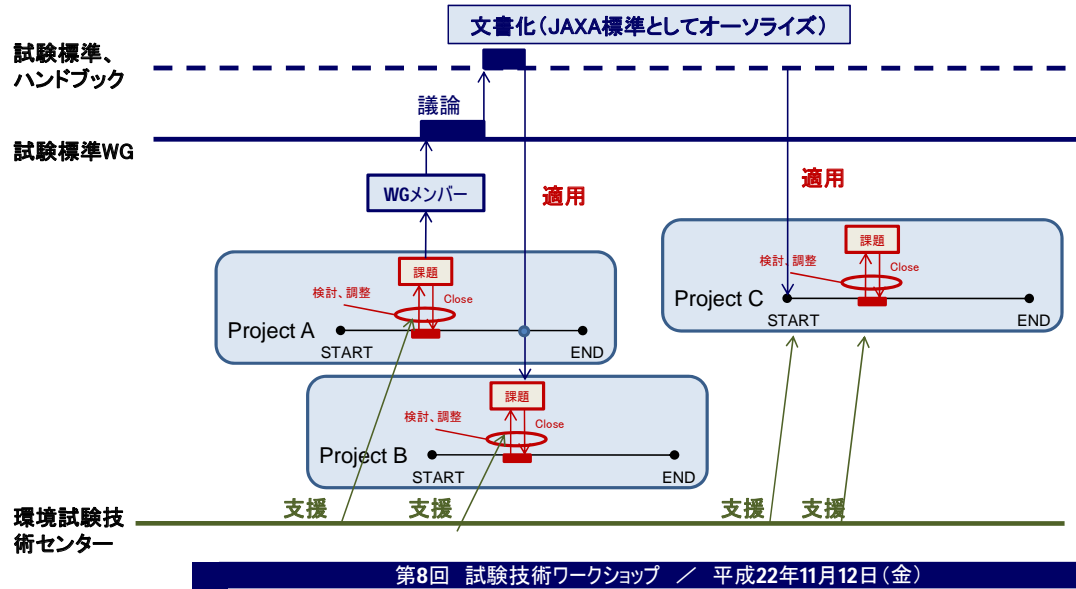 文書化（JAXA標準としてオーソライズ）
試験標準、
ハンドブック
議論
試験標準WG
WGメンバー
適用
適用
課題
検討、調整
Close
Project A
START
END
課題
検討、調整
Close
Project C
START
END
課題
検討、調整
Close
Project B
START
END
支援
支援
支援
支援
環境試験技
術センター
第8回 試験技術ワークショップ ／ 平成22年11月12日（金）